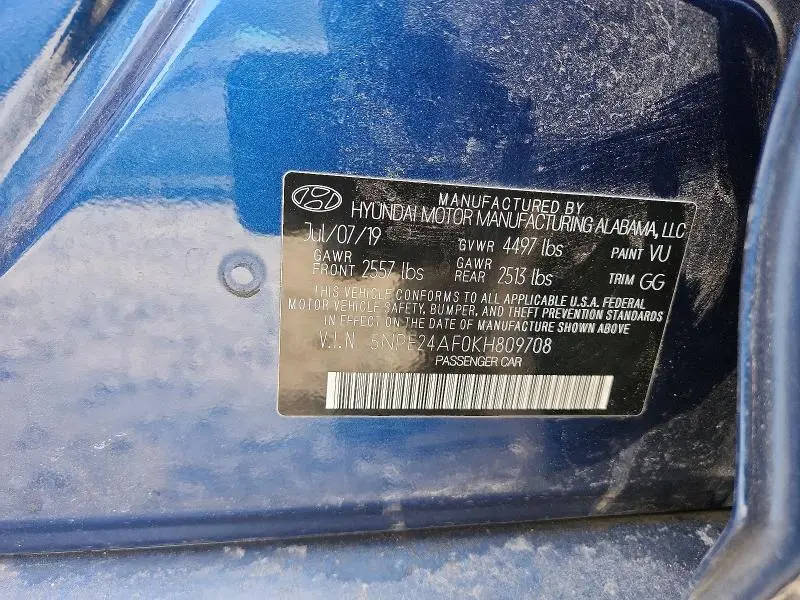 MANUFACTURED BY
HYUNDAI MOTOR MANUFACTURING ALABAMA, LLC
Jul/07/19 GVWR 4497 lbs PAINT VU
GAWR FRONT 2557 lbs GAWR REAR 2513 lbs TRIM GG
THIS VEHICLE CONFORMS TO ALL APPLICABLE U.S.A. FEDERAL
MOTOR VEHICLE SAFETY, BUMPER, AND THEFT PREVENTION STANDARDS
IN EFFECT ON THE DATE OF MANUFACTURE SHOWN ABOVE
V.I.N 5NPE24AF0KH809708
PASSENGER CAR